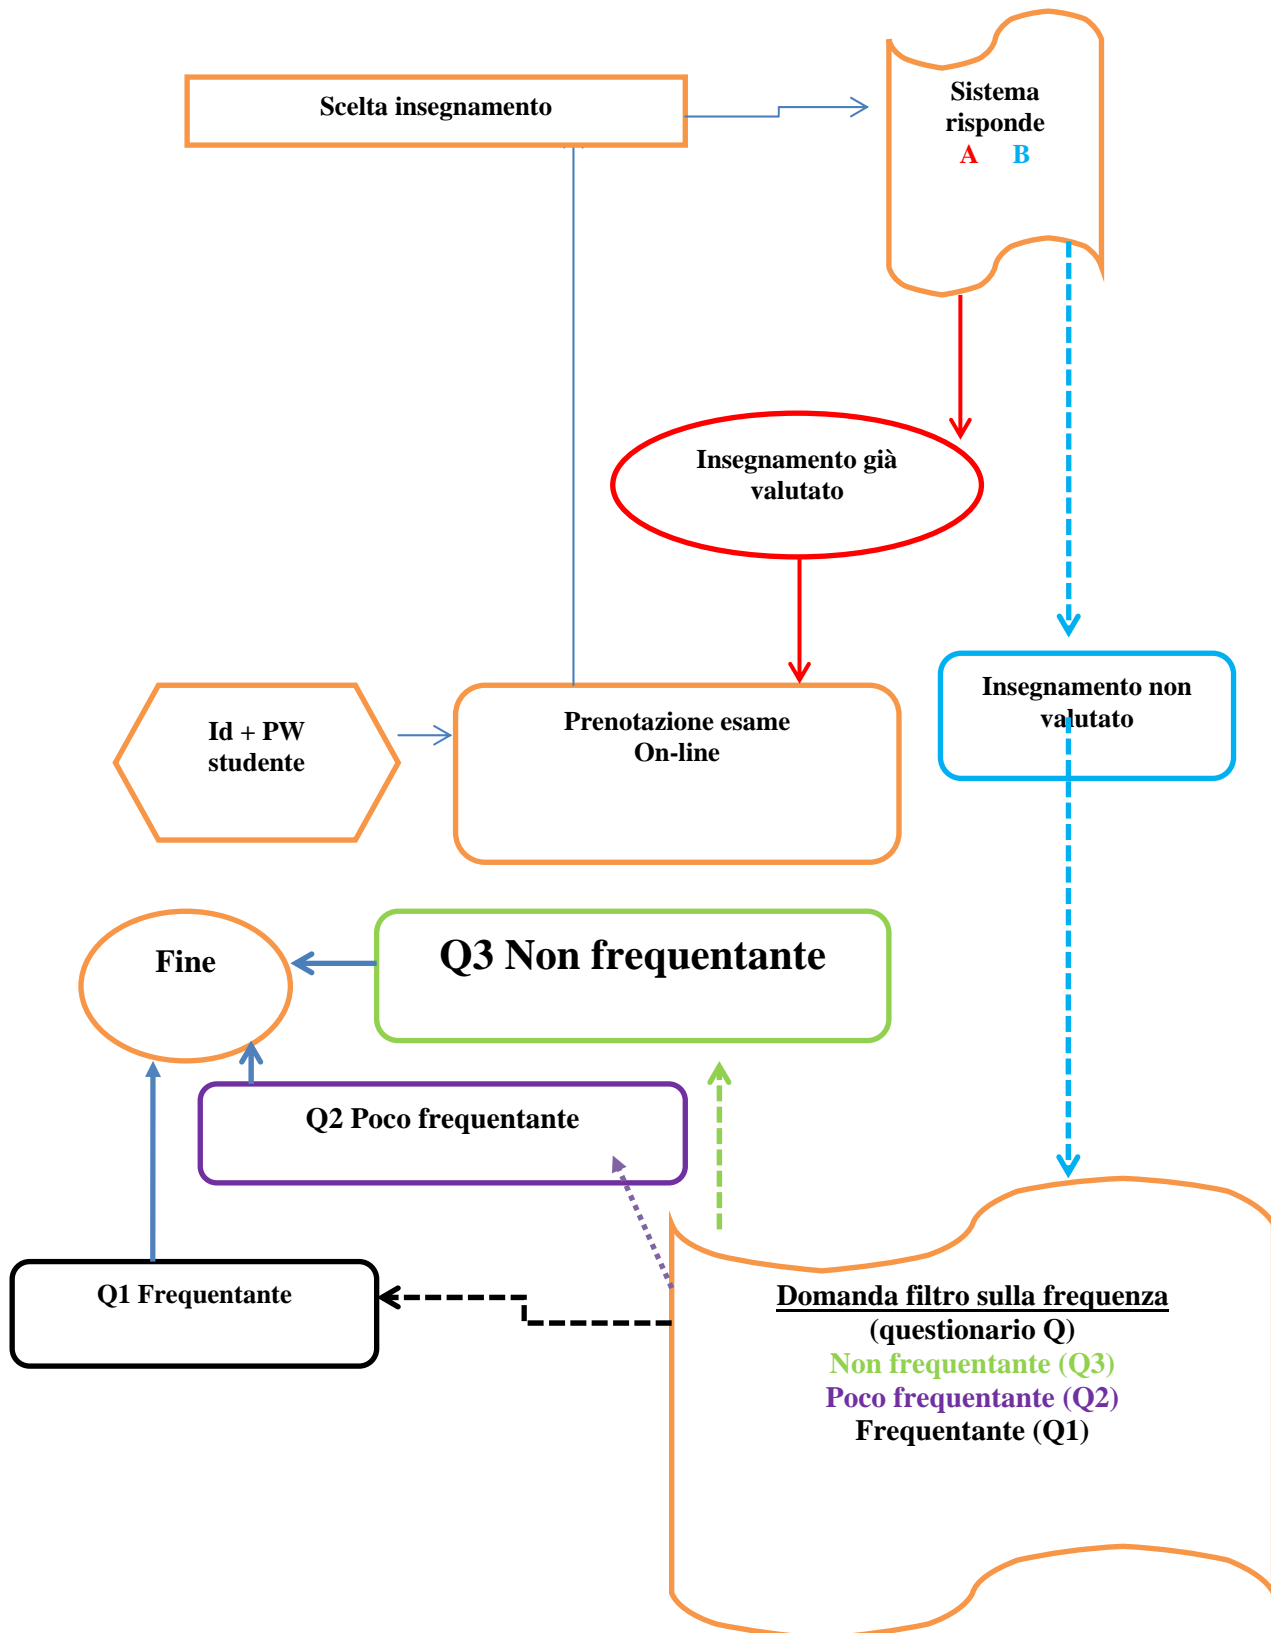 Scelta insegnamento
Sistema
risponde
A B
Insegnamento già
valutato
Insegnamento non
valutato
Id + PW
studente
Prenotazione esame
On-line
Fine
Q3 Non frequentante
Q2 Poco frequentante
Q1 Frequentante
Domanda filtro sulla frequenza
(questionario Q)
Non frequentante (Q3)
Poco frequentante (Q2)
Frequentante (Q1)